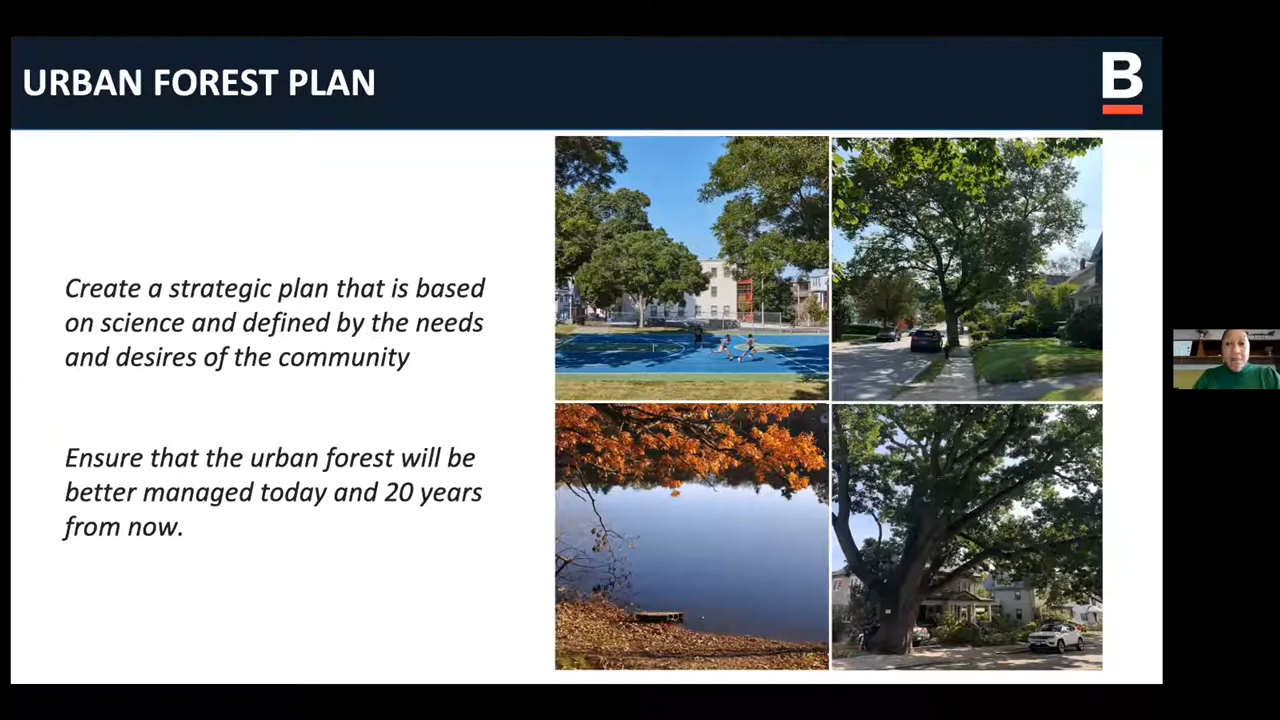 URBAN FOREST PLAN
B
Create a strategic plan that is based
on science and defined by the needs
and desires of the community
Ensure that the urban forest will be
better managed today and 20 years
from now.